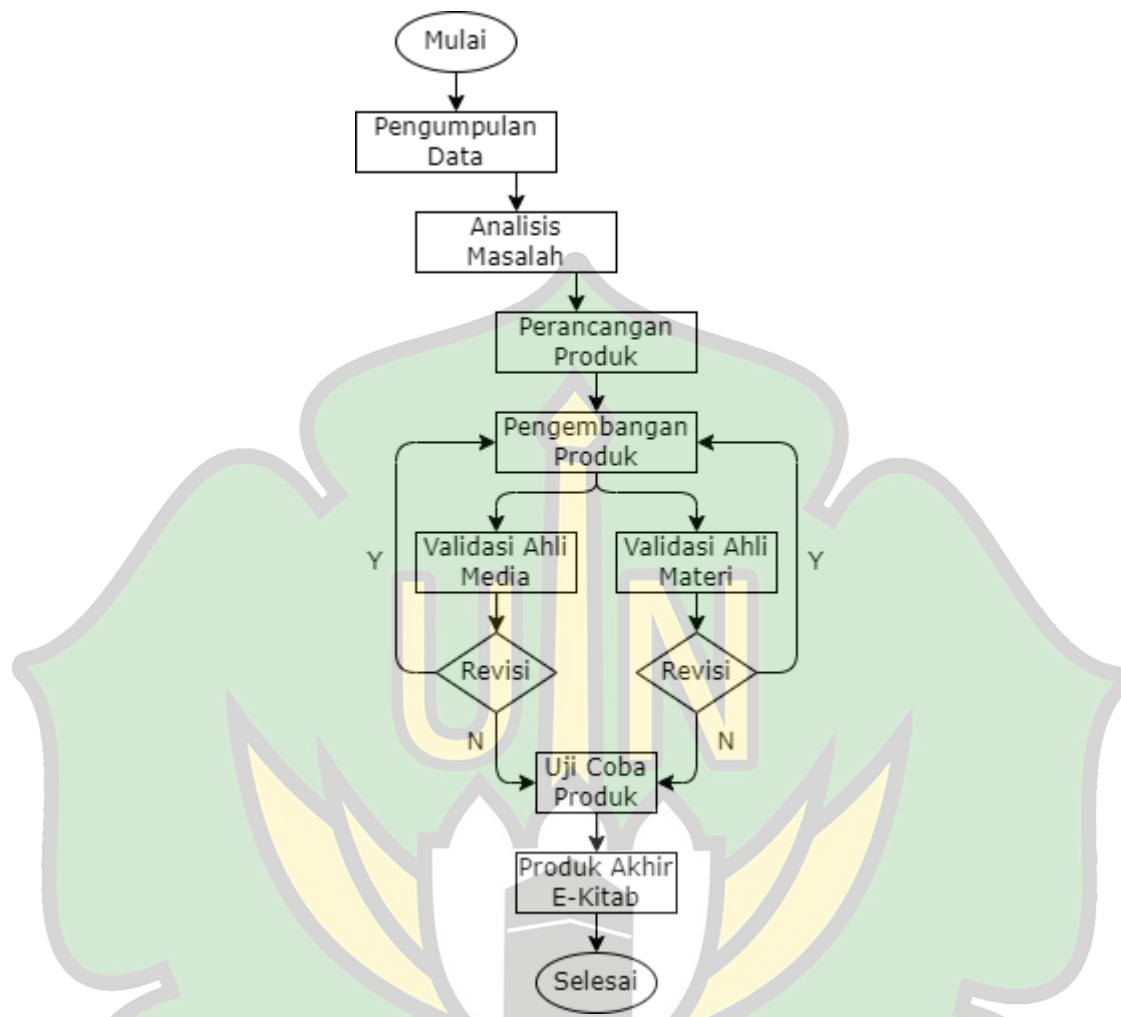 Mulai
Pengumpulan
Data
Analisis
Masalah
Perancangan
Produk
Pengembangan
Produk
Validasi Ahli
Media
Validasi Ahli
Materi
Y
Y
Revisi
Revisi
N
N
Uji Coba
Produk
Produk Akhir
E-Kitab
Selesai
UIN